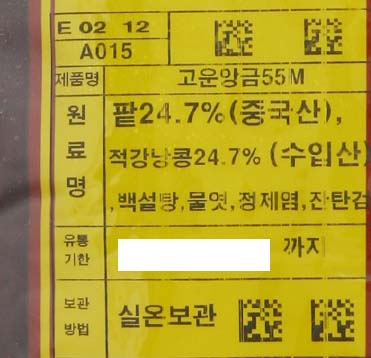 E 02 12
A015
제품명 고운앙금55M
원료명 팥24.7%(중국산),
적강낭콩24.7% (수입산)
,백설탕,물엿,정제염,잔탄검
유통기한 까지
보관방법 실온보관